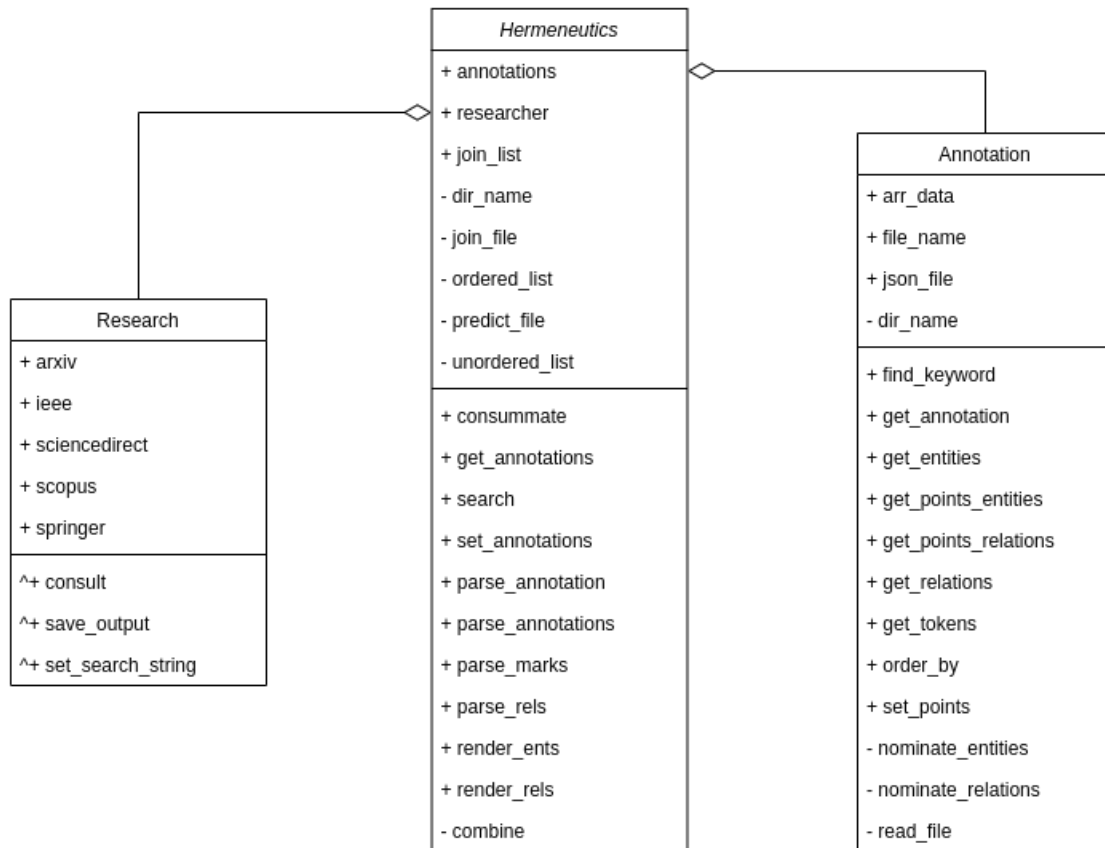 Hermeneutics
+ annotations
+ researcher
+ join_list
- dir_name
- join_file
- ordered_list
- predict_file
- unordered_list
+ consummate
+ get_annotations
+ search
+ set_annotations
+ parse_annotation
+ parse_annotations
+ parse_marks
+ parse_rels
+ render_ents
+ render_rels
- combine
Research
+ arxiv
+ ieee
+ sciencedirect
+ scopus
+ springer
^+ consult
^+ save_output
^+ set_search_string
Annotation
+ arr_data
+ file_name
+ json_file
- dir_name
+ find_keyword
+ get_annotation
+ get_entities
+ get_points_entities
+ get_points_relations
+ get_relations
+ get_tokens
+ order_by
+ set_points
- nominate_entities
- nominate_relations
- read_file